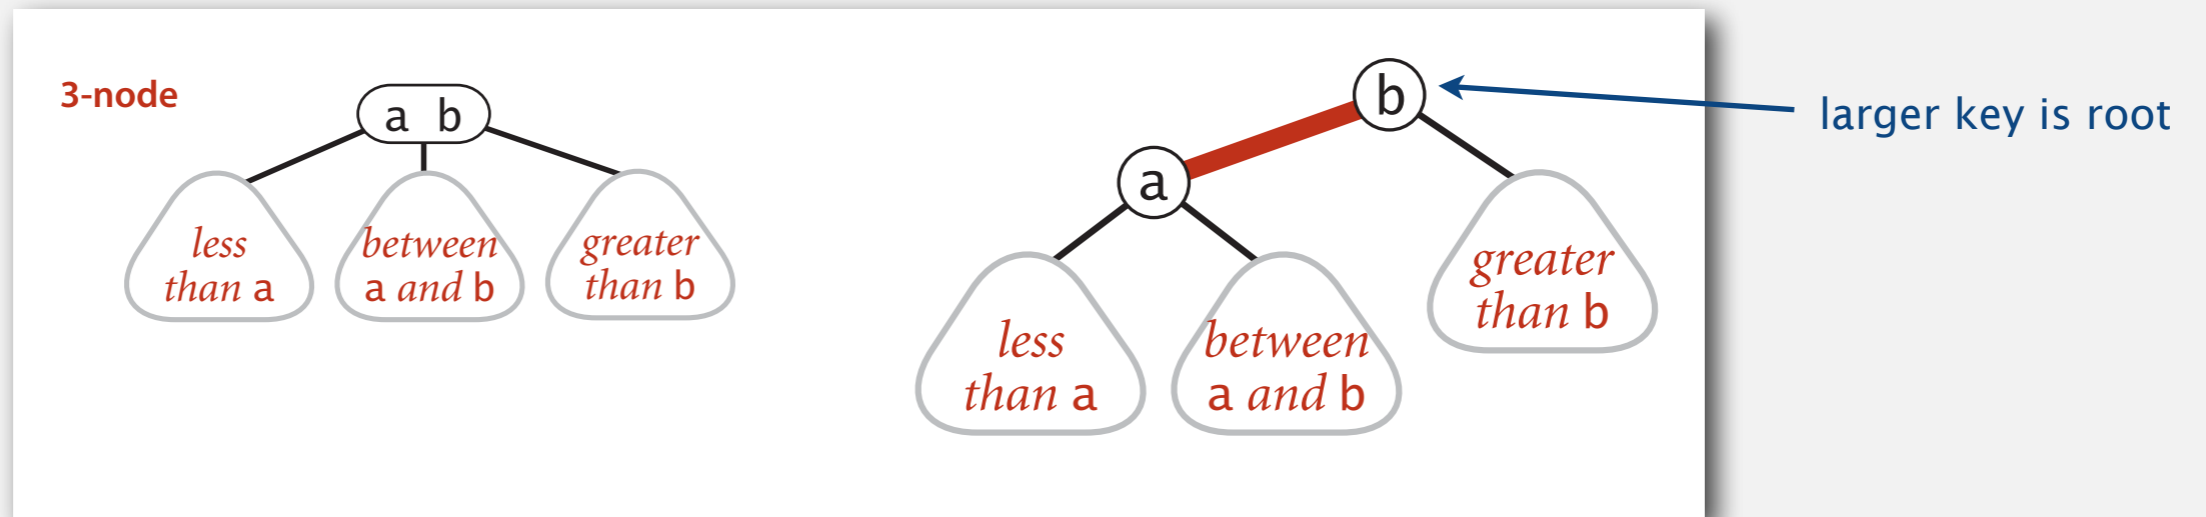 3-node
a b
less
than a
between
a and b
greater
than b
b
a
less
than a
between
a and b
greater
than b
larger key is root